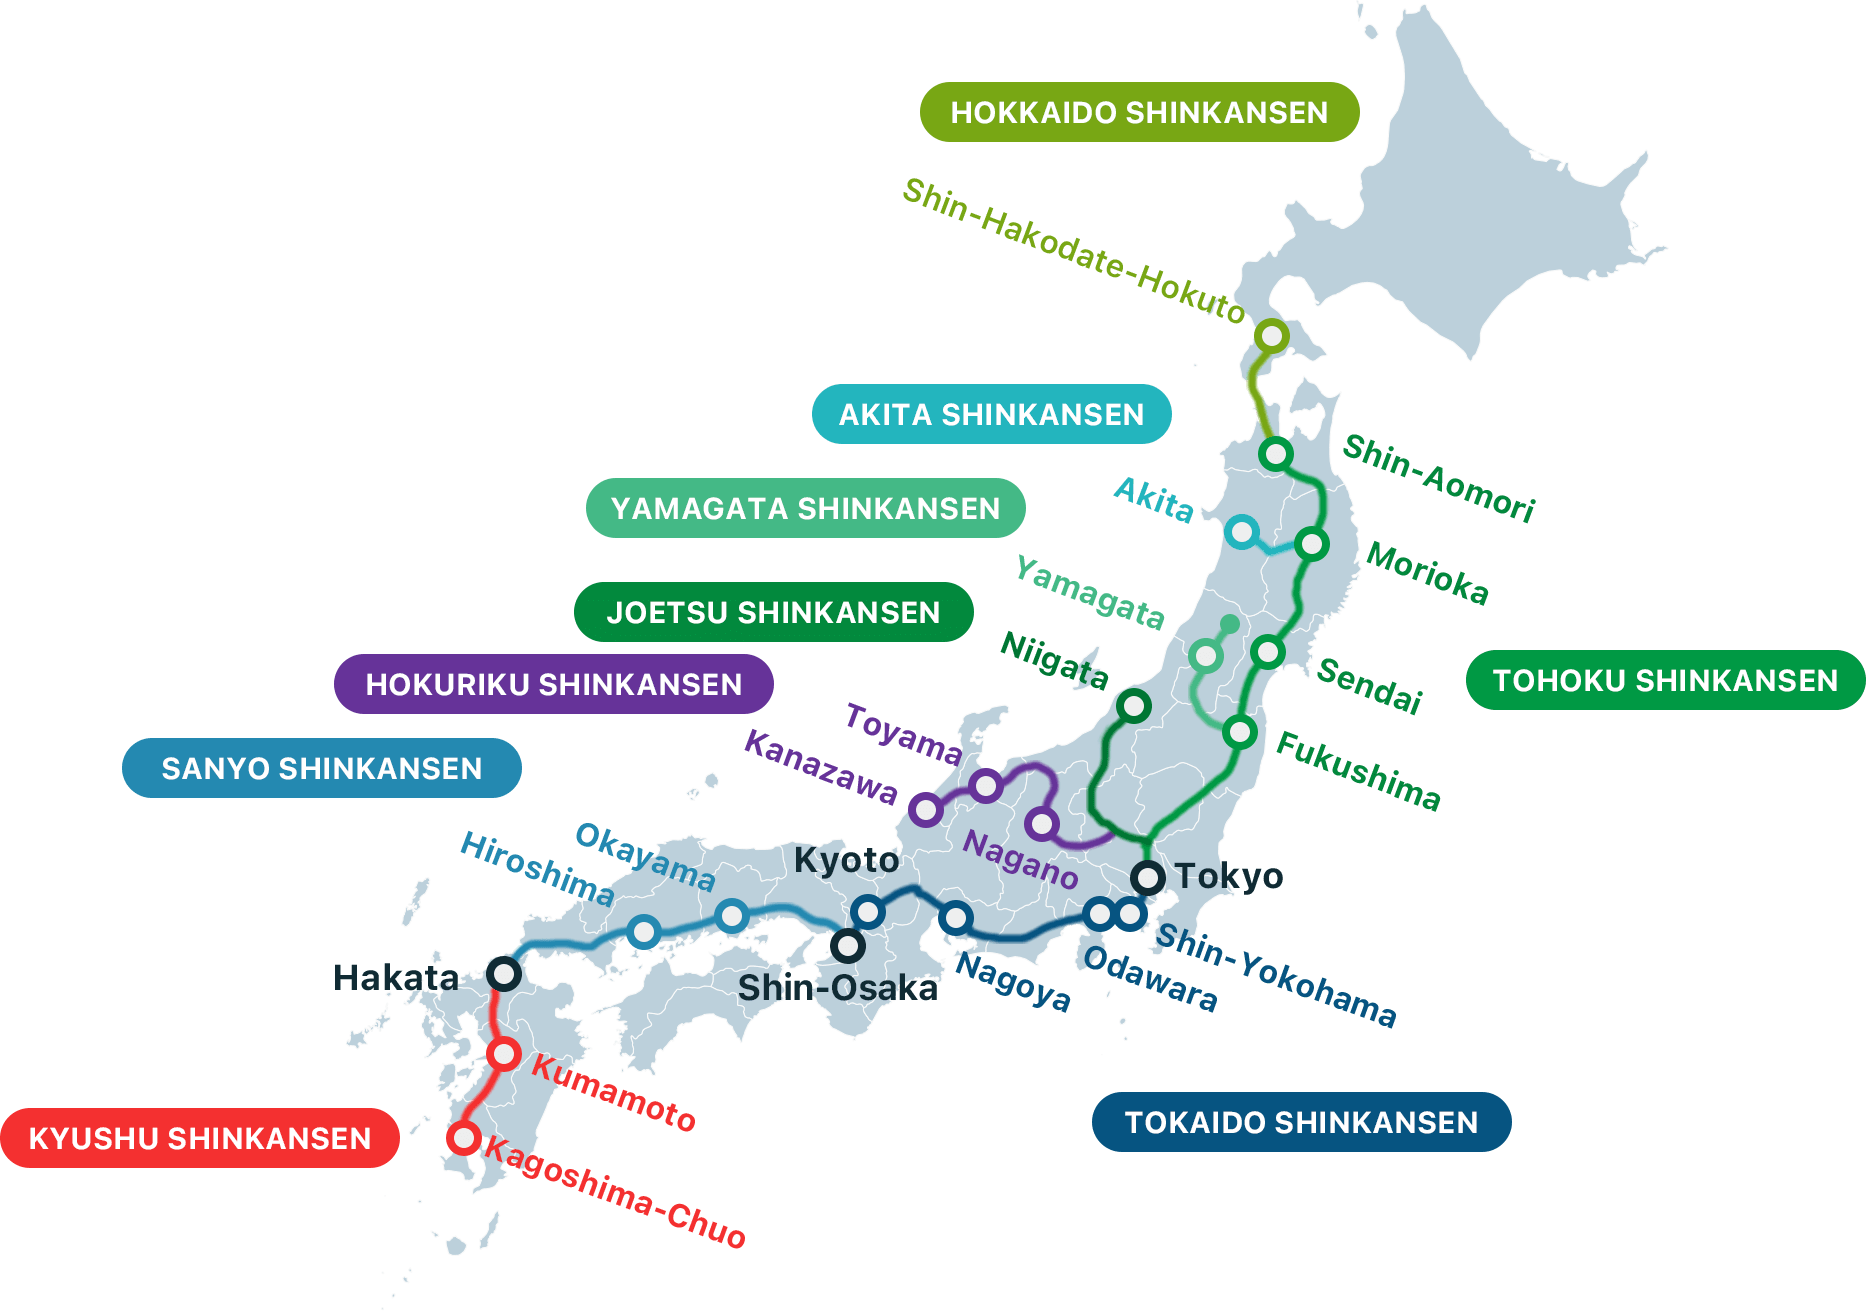 HOKKAIDO SHINKANSEN
Shin-Hakodate-Hokuto
AKITA SHINKANSEN
Shin-Aomori
Akita
YAMAGATA SHINKANSEN
Morioka
Yamagata
JOETSU SHINKANSEN
Niigata
Sendai
TOHOKU SHINKANSEN
HOKURIKU SHINKANSEN
Toyama
Kanazawa
Fukushima
SANYO SHINKANSEN
Okayama
Hiroshima
Kyoto
Nagano
Tokyo
Hakata
Shin-Osaka
Nagoya
Odawara
Shin-Yokohama
Kumamoto
TOKAIDO SHINKANSEN
KYUSHU SHINKANSEN
Kagoshima-Chuo